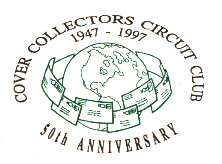 COVER COLLECTORS CIRCUIT CLUB
1947 - 1997
50th ANNIVERSARY